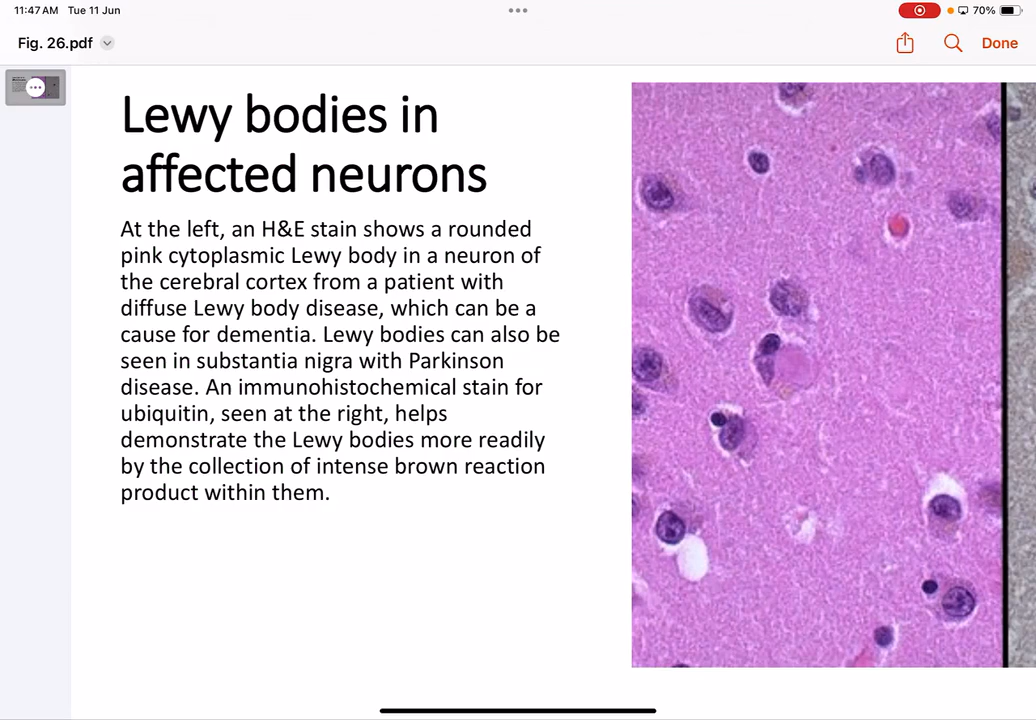 11:47 AM Tue 11 Jun
70%
Fig. 26.pdf
Done
Lewy bodies in
affected neurons
At the left, an H&E stain shows a rounded
pink cytoplasmic Lewy body in a neuron of
the cerebral cortex from a patient with
diffuse Lewy body disease, which can be a
cause for dementia. Lewy bodies can also be
seen in substantia nigra with Parkinson
disease. An immunohistochemical stain for
ubiquitin, seen at the right, helps
demonstrate the Lewy bodies more readily
by the collection of intense brown reaction
product within them.